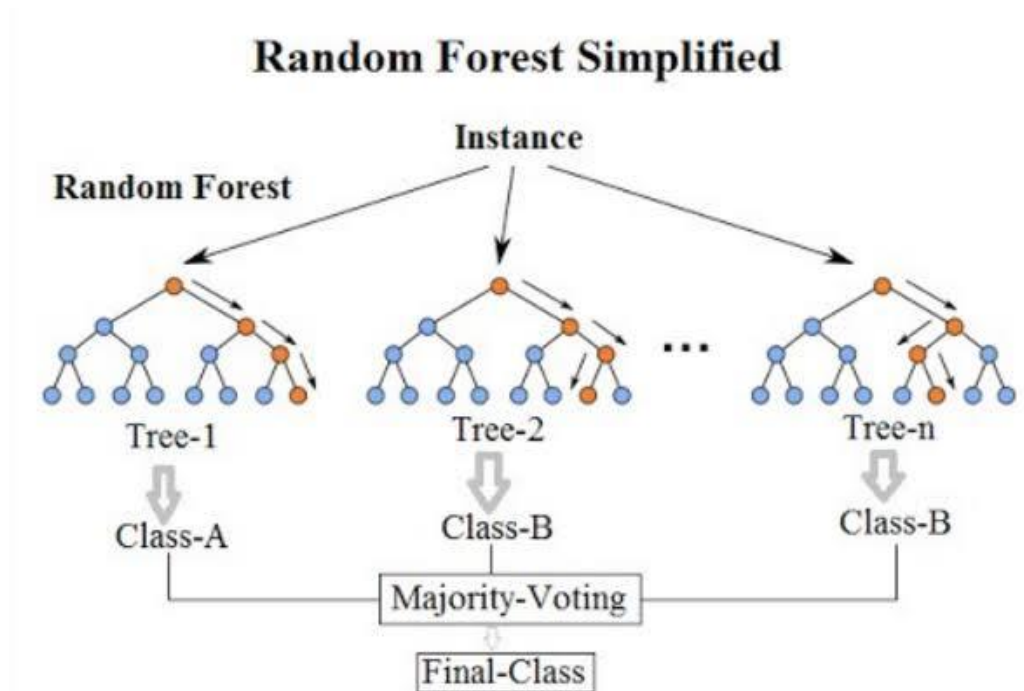 Random Forest Simplified
Instance
Random Forest
...
Tree-1
Tree-2
Tree-n
Class-A
Class-B
Class-B
Majority-Voting
Final-Class